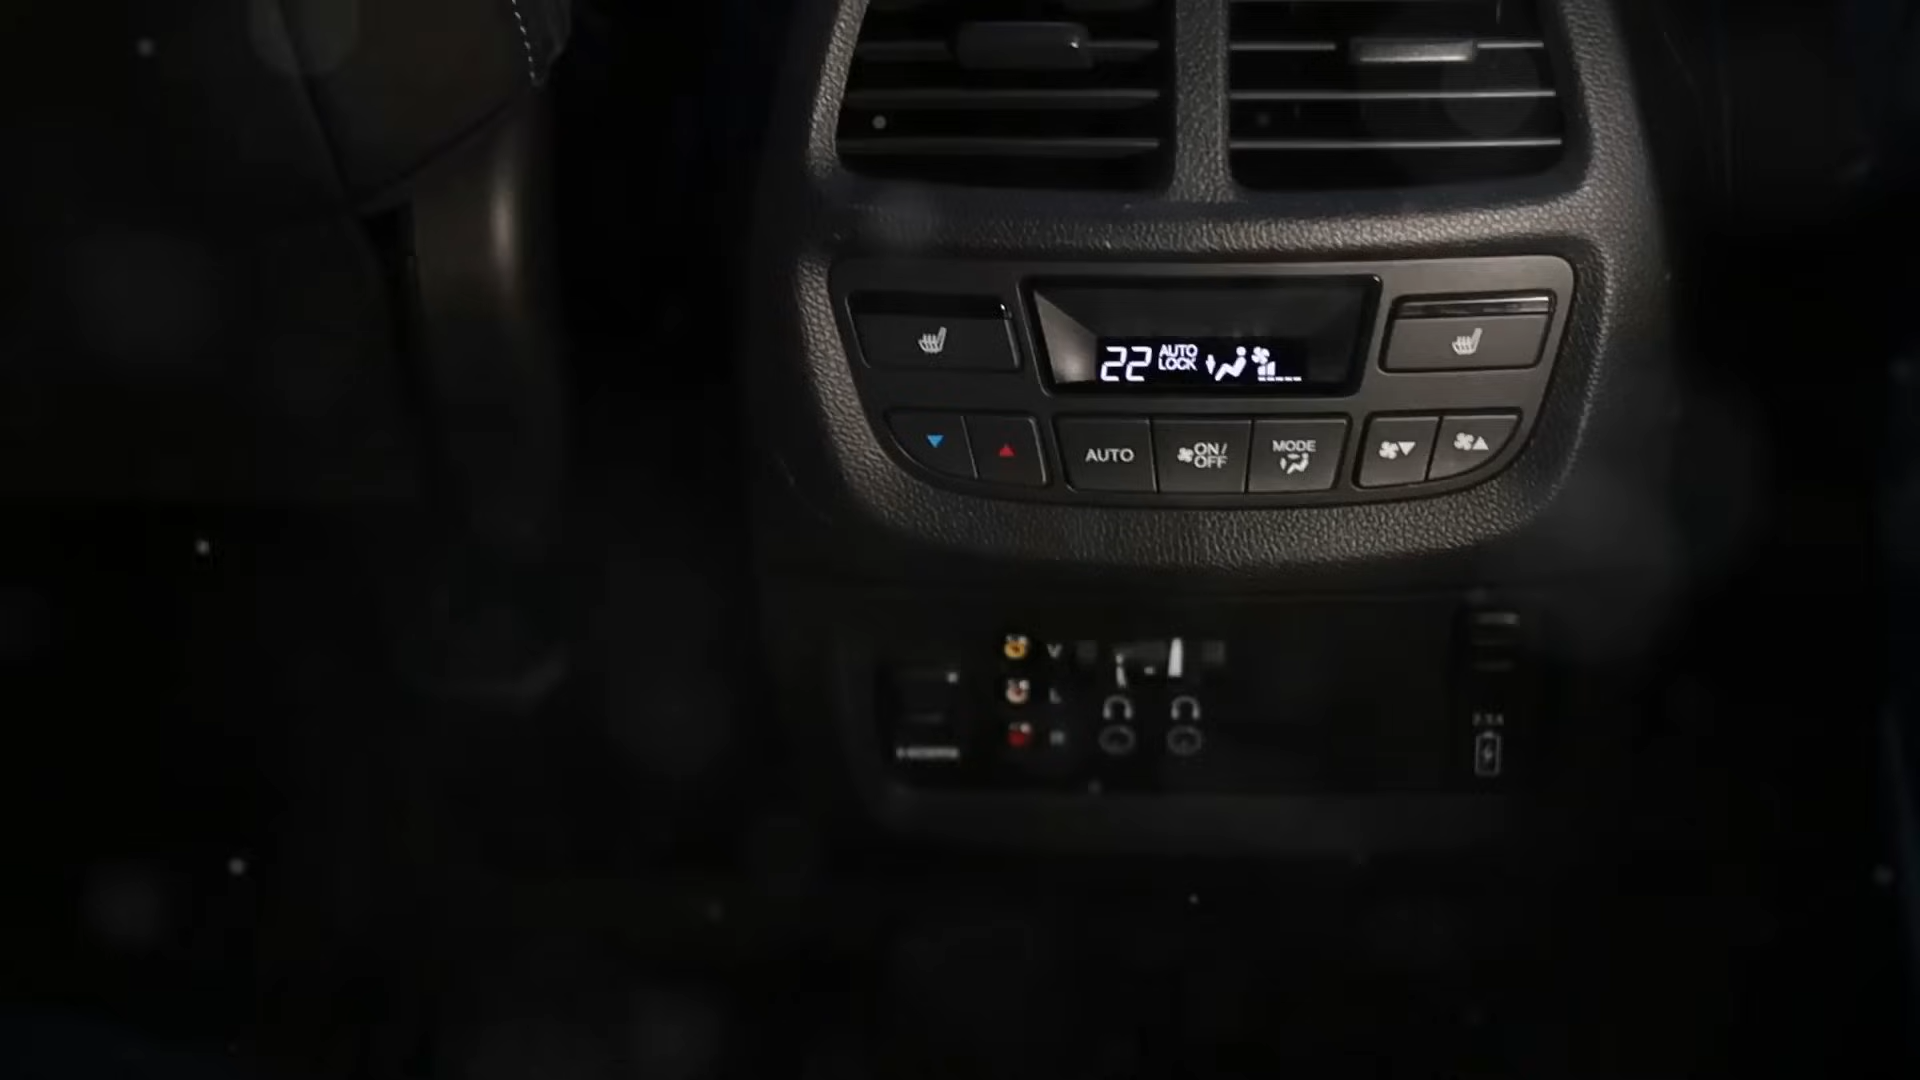 22 AUTO
LOCK
AUTO
ON/
OFF
MODE
V
L
R